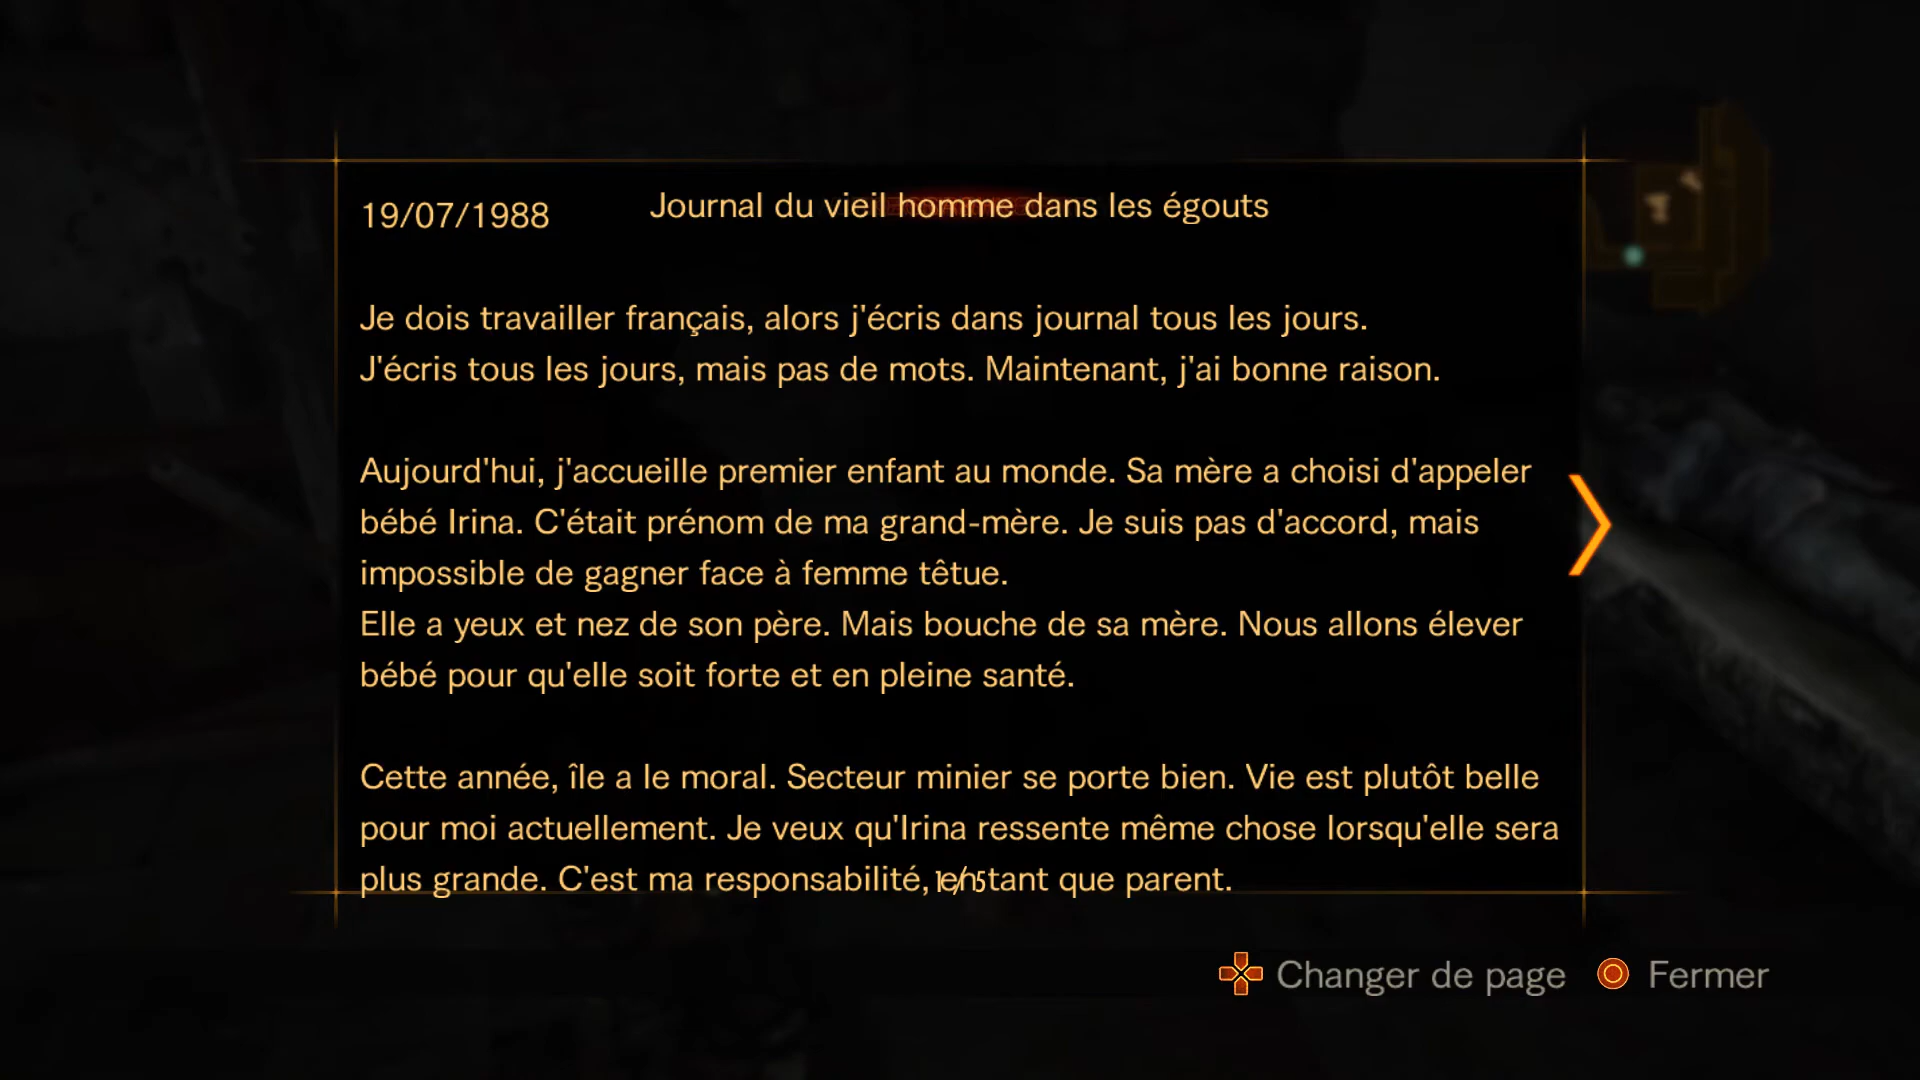 Journal du vieil homme dans les égouts
19/07/1988
Je dois travailler français, alors j'écris dans journal tous les jours.
J'écris tous les jours, mais pas de mots. Maintenant, j'ai bonne raison.
Aujourd'hui, j'accueille premier enfant au monde. Sa mère a choisi d'appeler
bébé Irina. C'était prénom de ma grand-mère. Je suis pas d'accord, mais
impossible de gagner face à femme têtue.
Elle a yeux et nez de son père. Mais bouche de sa mère. Nous allons élever
bébé pour qu'elle soit forte et en pleine santé.
Cette année, île a le moral. Secteur minier se porte bien. Vie est plutôt belle
pour moi actuellement. Je veux qu'Irina ressente même chose lorsqu'elle sera
plus grande. C'est ma responsabilité, en tant que parent.
1/5
Changer de page
Fermer